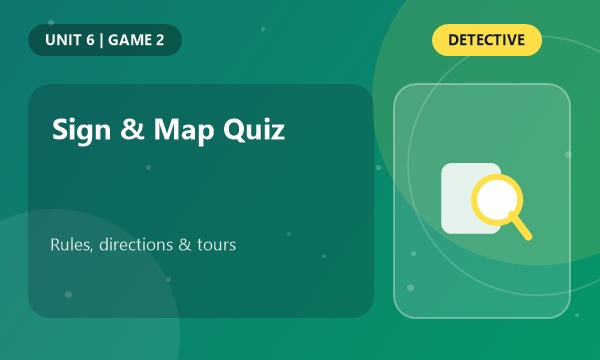 UNIT 6 | GAME 2
DETECTIVE
Sign & Map Quiz
Rules, directions & tours